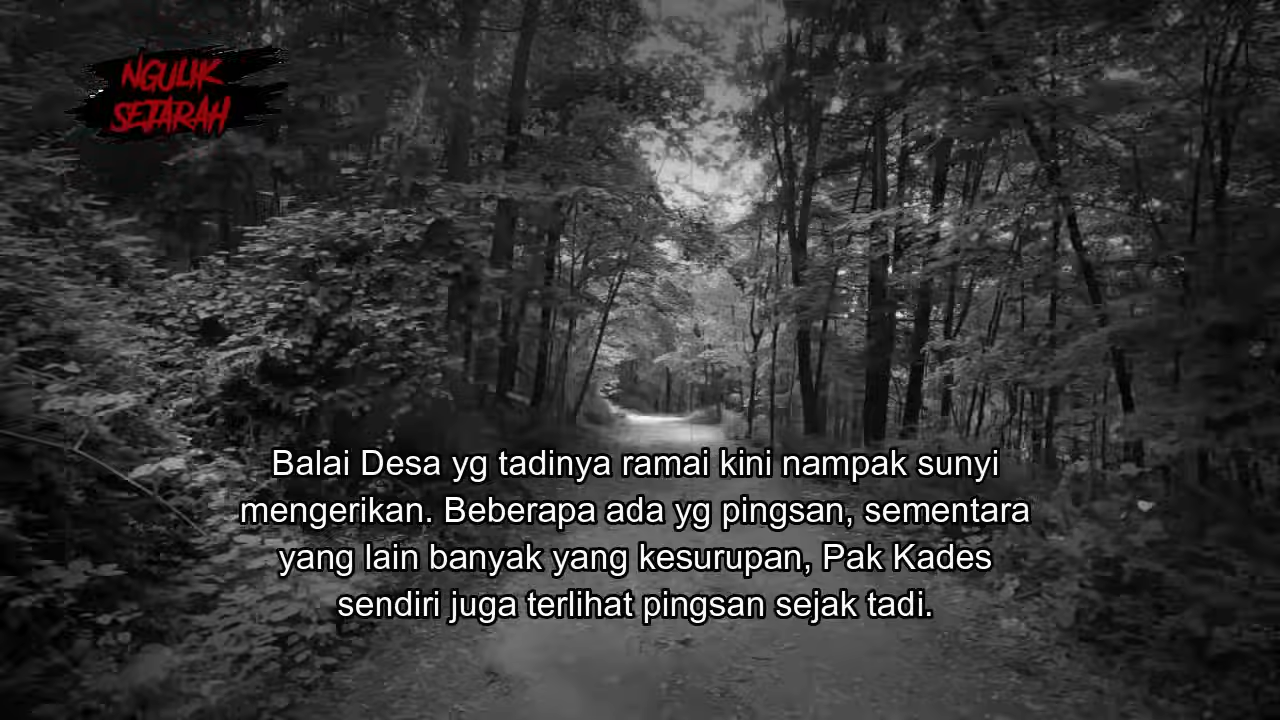 NGULIK
SEJARAH
Balai Desa yg tadinya ramai kini nampak sunyi
mengerikan. Beberapa ada yg pingsan, sementara
yang lain banyak yang kesurupan, Pak Kades
sendiri juga terlihat pingsan sejak tadi.